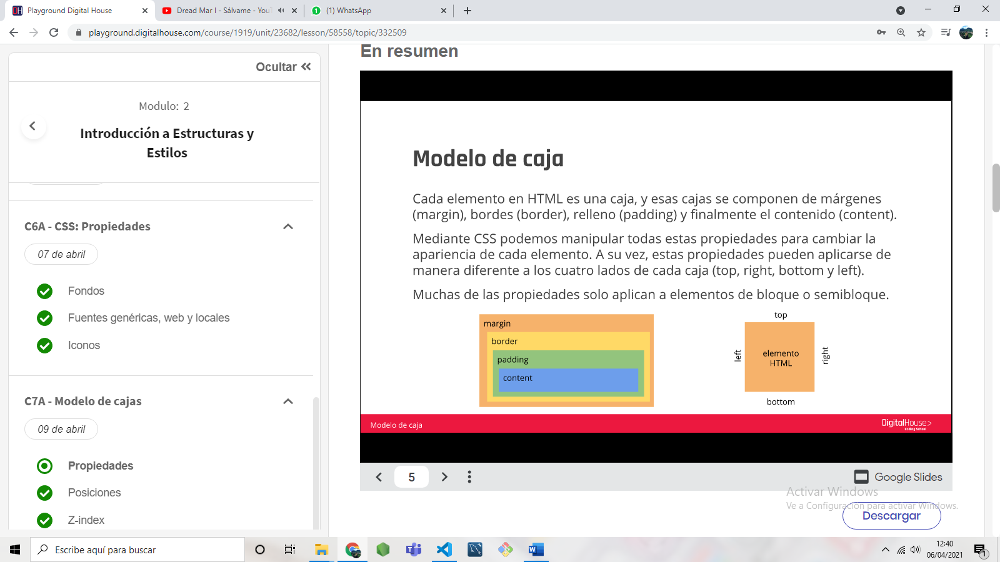 Playground Digital House
Dread Mar I - Sálvame - YouT
(1) WhatsApp
playground.digitalhouse.com/course/1919/unit/23682/lesson/58558/topic/332509
Ocultar
Modulo: 2
Introducción a Estructuras y
Estilos
C6A - CSS: Propiedades
07 de abril
Fondos
Fuentes genéricas, web y locales
Iconos
C7A - Modelo de cajas
09 de abril
Propiedades
Posiciones
Z-index
En resumen
Modelo de caja
Cada elemento en HTML es una caja, y esas cajas se componen de márgenes
(margin), bordes (border), relleno (padding) y finalmente el contenido (content).
Mediante CSS podemos manipular todas estas propiedades para cambiar la
apariencia de cada elemento. A su vez, estas propiedades pueden aplicarse de
manera diferente a los cuatro lados de cada caja (top, right, bottom y left).
Muchas de las propiedades solo aplican a elementos de bloque o semibloque.
margin
border
padding
content
top
left
elemento
HTML
right
bottom
Modelo de caja
DigitalHouse>
Coding School
5
Google Slides
Activar Windows
Ve a Configuración para activar Windows.
Descargar
Escribe aquí para buscar
12:40
06/04/2021
1